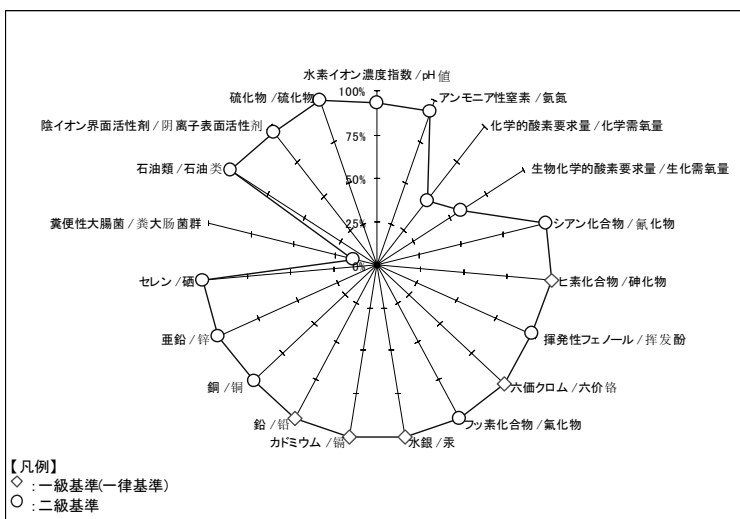 水素イオン濃度指数/pH値
硫化物/硫化物
100%
アンモニア性窒素/氨氮
陰イオン界面活性剤/阴离子表面活性剂
化学的酸素要求量/化学需氧量
75%
石油類/石油类
50%
生物化学的酸素要求量/生化需氧量
糞便性大腸菌/粪大肠菌群
25%
シアン化合物/氰化物
0%
セレン/硒
ヒ素化合物/砷化物
亜鉛/锌
揮発性フェノール/挥发酚
銅/铜
六価クロム/六价铬
鉛/铅
フッ素化合物/氟化物
カドミウム/镉
水銀/汞
【凡例】
◇:一級基準(一律基準)
○:二級基準